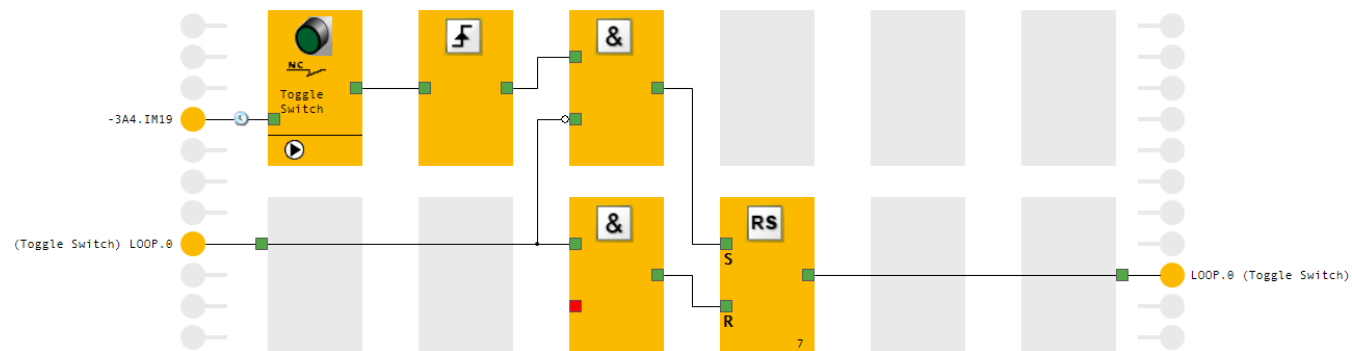 &
&
NC
Toggle
Switch
-3A4.IM19
RS
(Toggle Switch) LOOP.0
S
LOOP.0 (Toggle Switch)
R
7